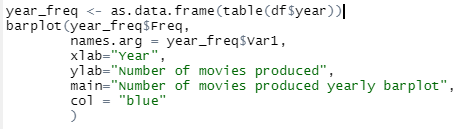 year_freq <- as.data.frame(table(df$year))
barplot(year_freq$Freq,
names.arg = year_freq$Var1,
xlab="Year",
ylab="Number of movies produced",
main="Number of movies produced yearly barplot",
col = "blue"
)